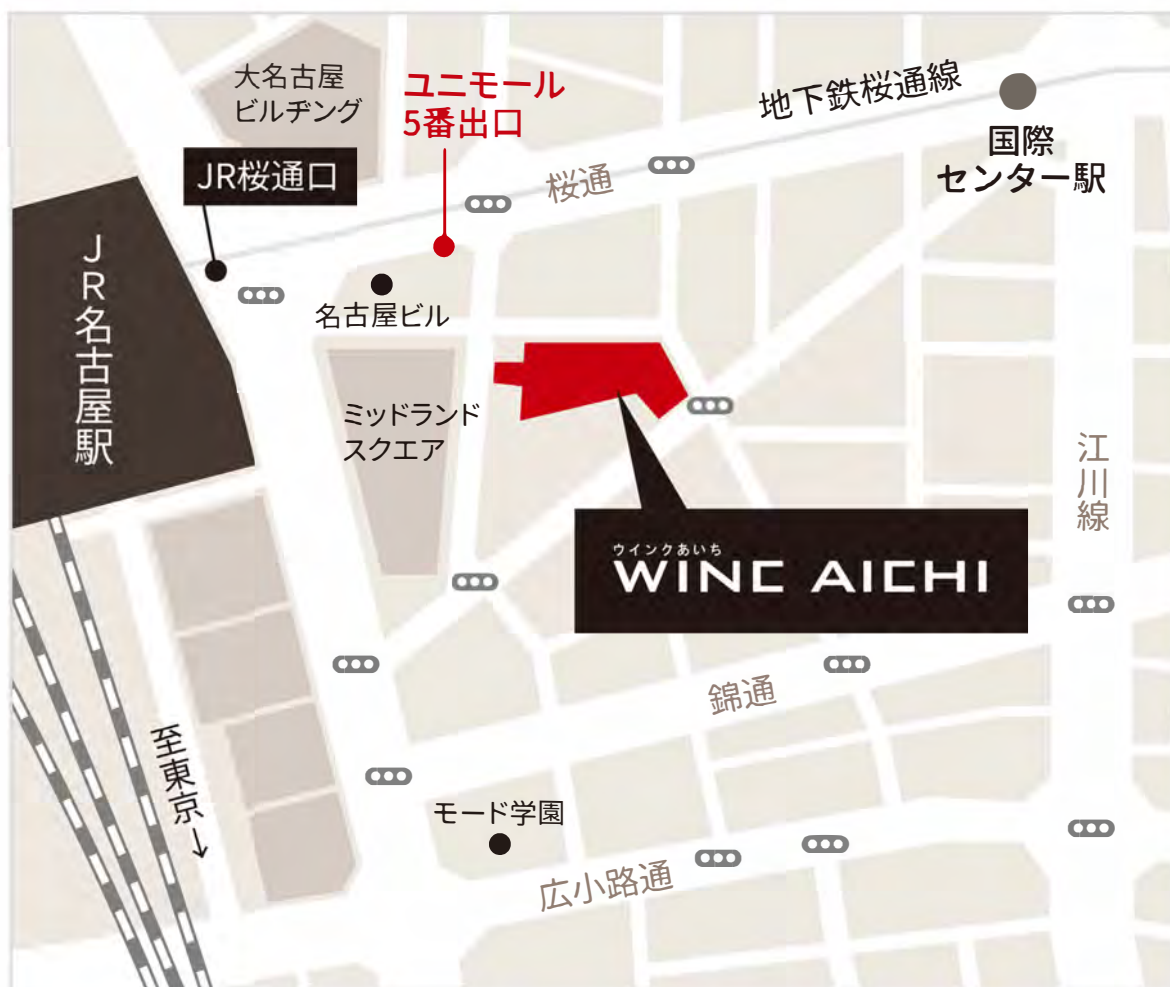 大名古屋
ビルヂング
ユニモール
5番出口
地下鉄桜通線
国際
センター駅
JR桜通口
桜通
JR名古屋駅
名古屋ビル
ミッドランド
スクエア
江川線
ウインクあいち
WINC AICHI
錦通
至東京→
モード学園
広小路通